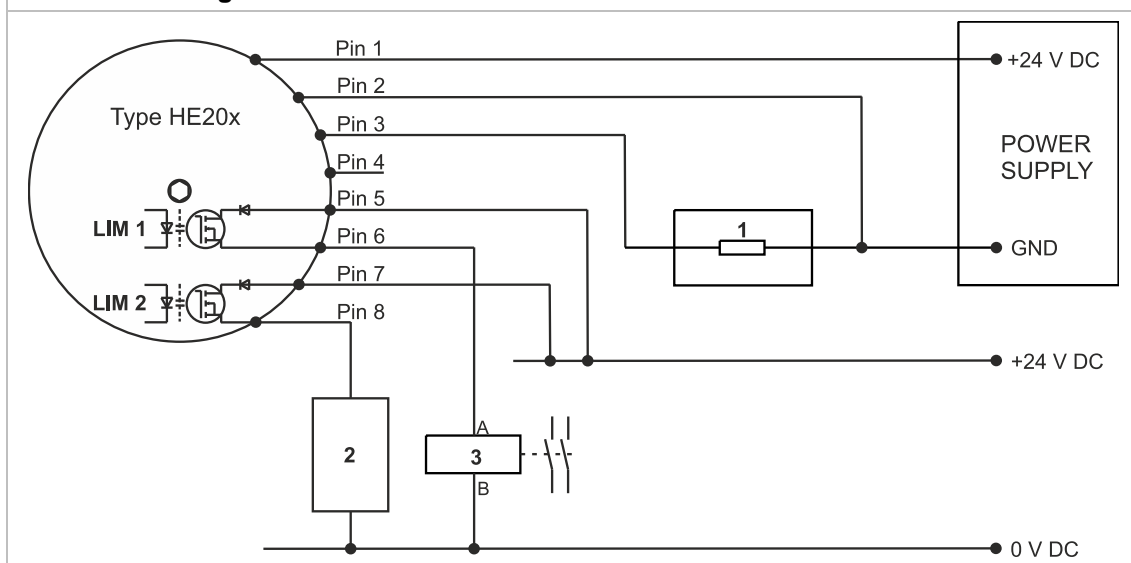 Pin 1
+24 V DC
Pin 2
Type HE20x
Pin 3
POWER
SUPPLY
Pin 4
Pin 5
LIM 1
1
Pin 6
GND
Pin 7
LIM 2
Pin 8
+24 V DC
A
2
3
B
0 V DC